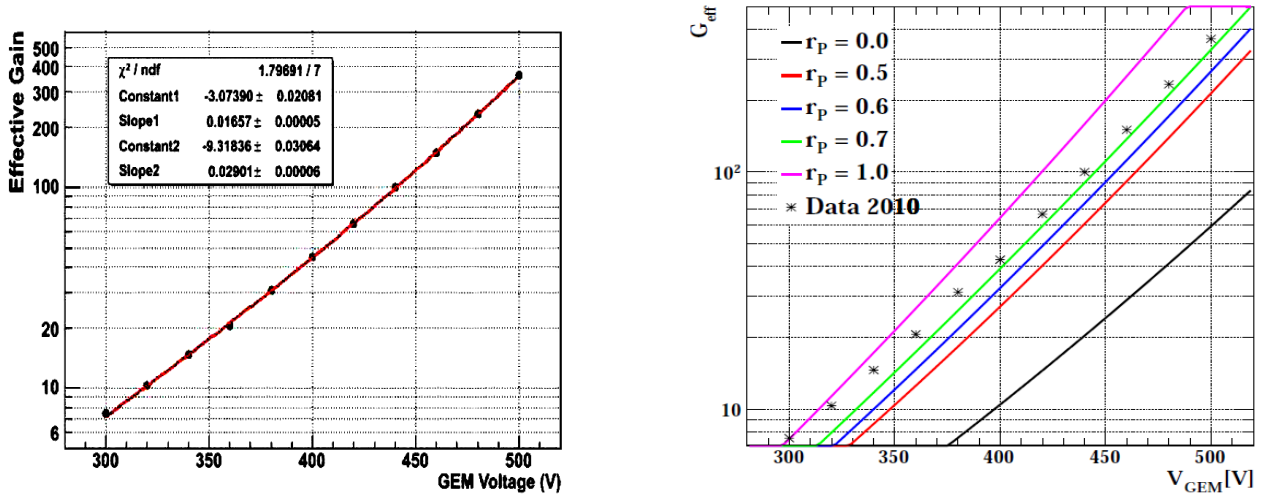 Effective Gain
500
400
300
200
100
20
10
6
300 350 400 450 500
GEM Voltage (V)
χ² / ndf 1.79691 / 7
Constant1 -3.07390 ± 0.02081
Slope1 0.01657 ± 0.00005
Constant2 -9.31836 ± 0.03064
Slope2 0.02901 ± 0.00006
G_eff
10²
10
r_P = 0.0
r_P = 0.5
r_P = 0.6
r_P = 0.7
r_P = 1.0
Data 2010
300 350 400 450 500
V_GEM[V]